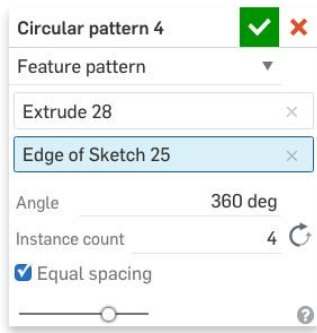 Circular pattern 4
Feature pattern
Extrude 28
Edge of Sketch 25
Angle 360 deg
Instance count 4
Equal spacing
?